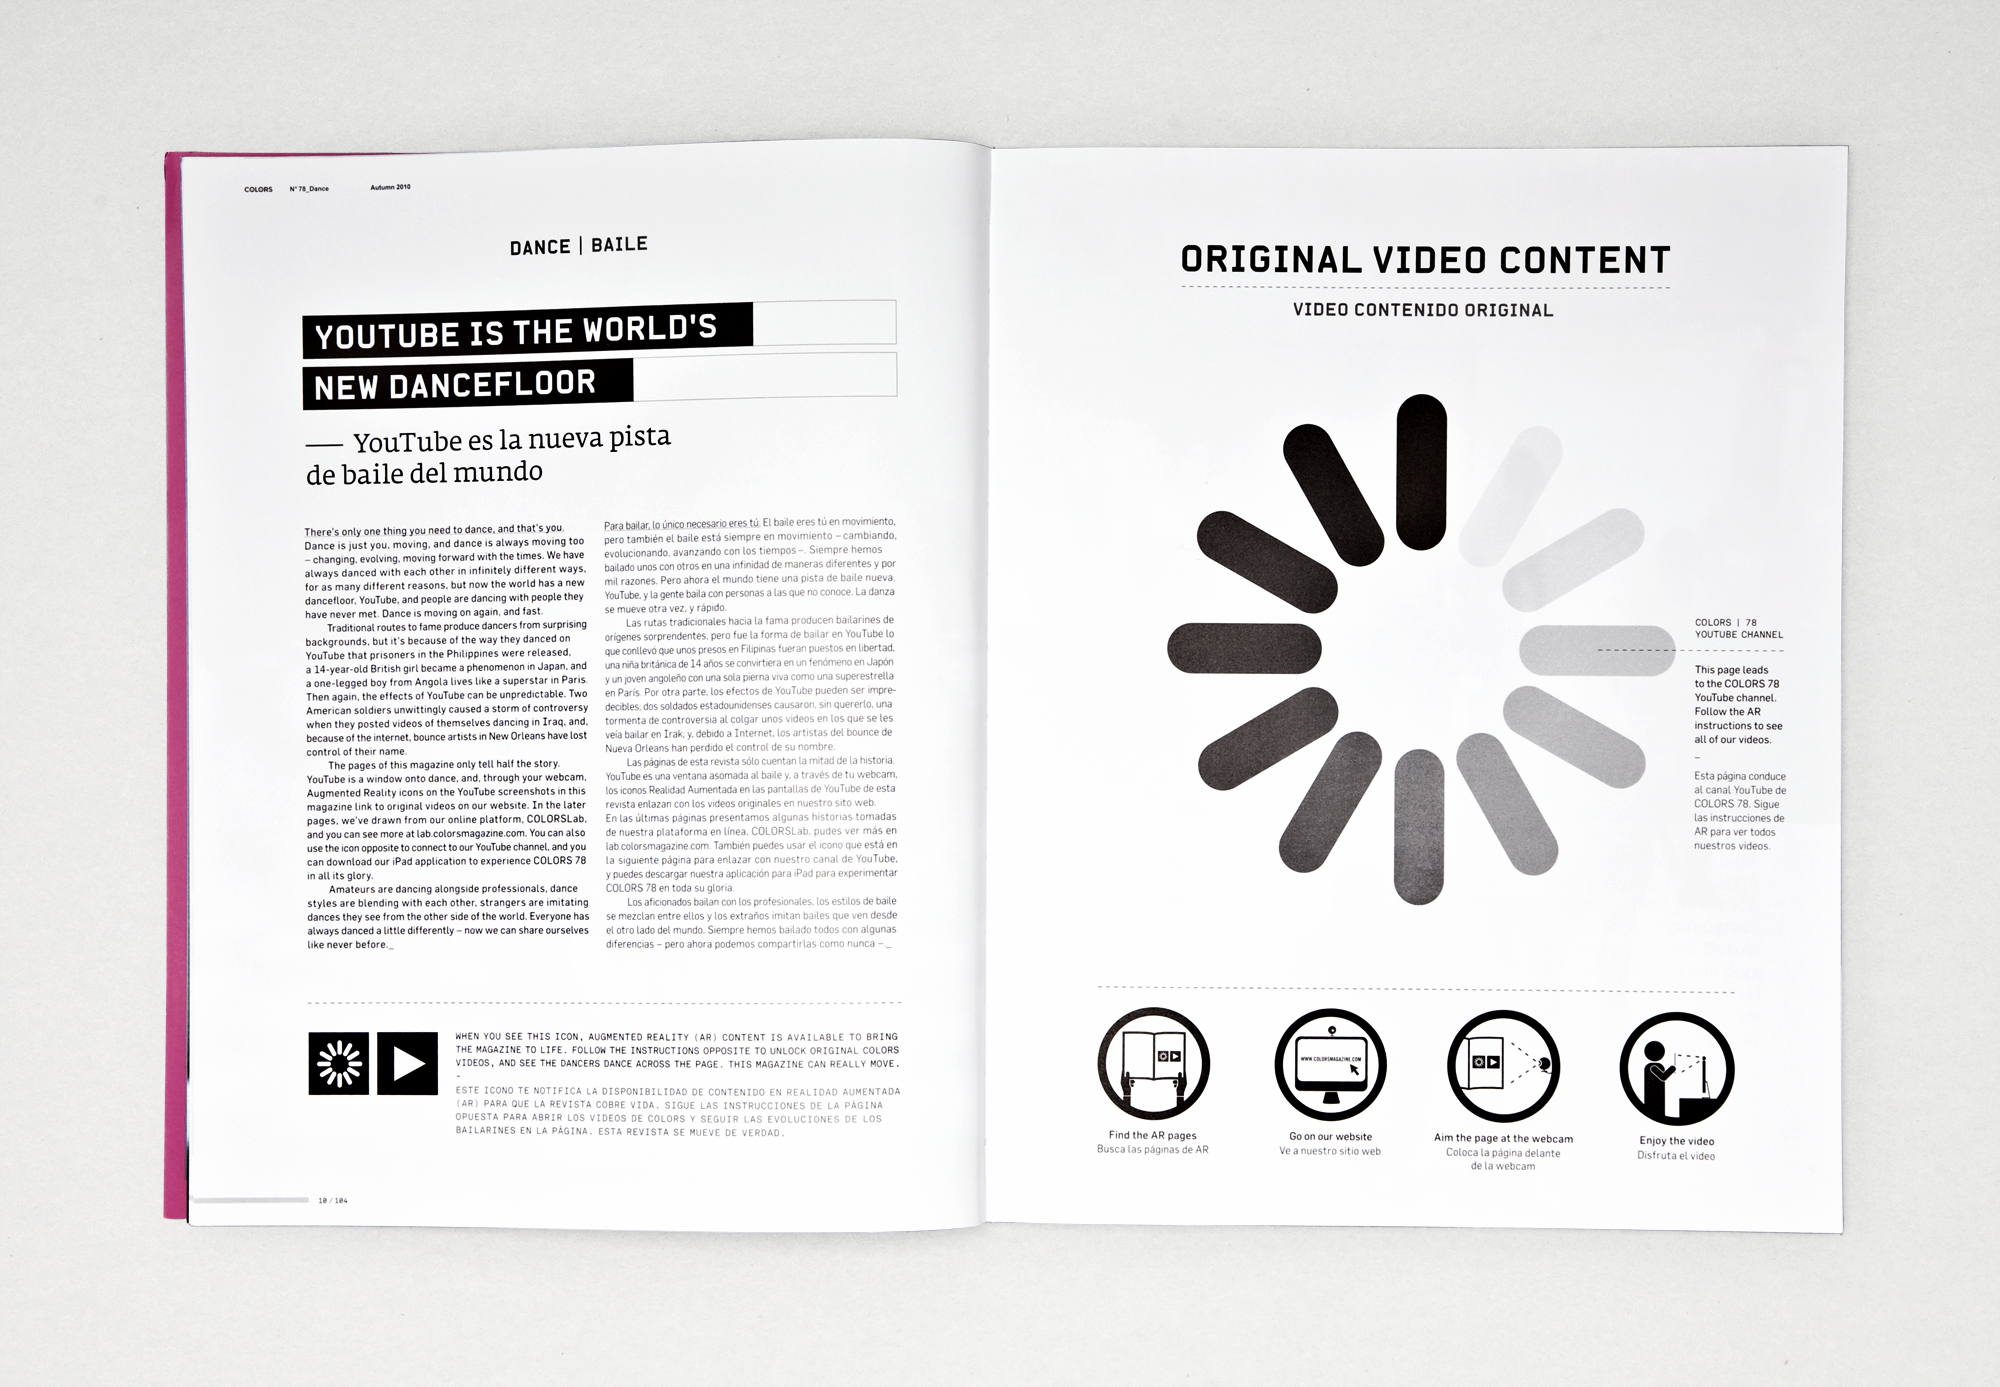 COLORS N° 78_Dance Autumn 2010
DANCE | BAILE
YOUTUBE IS THE WORLD'S
NEW DANCEFLOOR
— YouTube es la nueva pista
de baile del mundo
There's only one thing you need to dance, and that's you.
Dance is just you, moving, and dance is always moving too
– changing, evolving, moving forward with the times. We have
always danced with each other in infinitely different ways,
for as many different reasons, but now the world has a new
dancefloor, YouTube, and people are dancing with people they
have never met. Dance is moving on again, and fast.
Traditional routes to fame produce dancers from surprising
backgrounds, but it's because of the way they danced on
YouTube that prisoners in the Philippines were released,
a 14-year-old British girl became a phenomenon in Japan, and
a one-legged boy from Angola lives like a superstar in Paris.
Then again, the effects of YouTube can be unpredictable. Two
American soldiers unwittingly caused a storm of controversy
when they posted videos of themselves dancing in Iraq, and,
because of the internet, bounce artists in New Orleans have lost
control of their name.
The pages of this magazine only tell half the story.
YouTube is a window onto dance, and, through your webcam,
Augmented Reality icons on the YouTube screenshots in this
magazine link to original videos on our website. In the later
pages, we've drawn from our online platform, COLORSLab,
and you can see more at lab.colorsmagazine.com. You can also
use the icon opposite to connect to our YouTube channel, and you
can download our iPad application to experience COLORS 78
in all its glory.
Amateurs are dancing alongside professionals, dance
styles are blending with each other, strangers are imitating
dances they see from the other side of the world. Everyone has
always danced a little differently – now we can share ourselves
like never before._
Para bailar, lo único necesario eres tú. El baile eres tú en movimiento,
pero también el baile está siempre en movimiento – cambiando,
evolucionando, avanzando con los tiempos –. Siempre hemos
bailado unos con otros en una infinidad de maneras diferentes y por
mil razones. Pero ahora el mundo tiene una pista de baile nueva,
YouTube, y la gente baila con personas a las que no conoce. La danza
se mueve otra vez, y rápido.
Las rutas tradicionales hacia la fama producen bailarines de
orígenes sorprendentes, pero fue la forma de bailar en YouTube lo
que conllevó que unos presos en Filipinas fueran puestos en libertad,
una niña británica de 14 años se convirtiera en un fenómeno en Japón
y un joven angoleño con una sola pierna viva como una superestrella
en París. Por otra parte, los efectos de YouTube pueden ser impre-
decibles; dos soldados estadounidenses causaron, sin quererlo, una
tormenta de controversia al colgar unos videos en los que se les
veía bailar en Irak, y, debido a Internet, los artistas del bounce de
Nueva Orleans han perdido el control de su nombre.
Las páginas de esta revista sólo cuentan la mitad de la historia.
YouTube es una ventana asomada al baile y, a través de tu webcam,
los iconos Realidad Aumentada en las pantallas de YouTube de esta
revista enlazan con los videos originales en nuestro sito web.
En las últimas páginas presentamos algunas historias tomadas
de nuestra plataforma en línea, COLORSLab, pudes ver más en
lab.colorsmagazine.com. También puedes usar el icono que está en
la siguiente página para enlazar con nuestro canal de YouTube,
y puedes descargar nuestra aplicación para iPad para experimentar
COLORS 78 en toda su gloria.
Los aficionados bailan con los profesionales, los estilos de baile
se mezclan entre ellos y los extraños imitan bailes que ven desde
el otro lado del mundo. Siempre hemos bailado todos con algunas
diferencias – pero ahora podemos compartirlas como nunca –._
WHEN YOU SEE THIS ICON, AUGMENTED REALITY (AR) CONTENT IS AVAILABLE TO BRING
THE MAGAZINE TO LIFE. FOLLOW THE INSTRUCTIONS OPPOSITE TO UNLOCK ORIGINAL COLORS
VIDEOS, AND SEE THE DANCERS DANCE ACROSS THE PAGE. THIS MAGAZINE CAN REALLY MOVE.
-
ESTE ICONO TE NOTIFICA LA DISPONIBILIDAD DE CONTENIDO EN REALIDAD AUMENTADA
(AR) PARA QUE LA REVISTA COBRE VIDA. SIGUE LAS INSTRUCCIONES DE LA PÁGINA
OPUESTA PARA ABRIR LOS VIDEOS DE COLORS Y SEGUIR LAS EVOLUCIONES DE LOS
BAILARINES EN LA PÁGINA. ESTA REVISTA SE MUEVE DE VERDAD.
10 / 104
ORIGINAL VIDEO CONTENT
VIDEO CONTENIDO ORIGINAL
COLORS | 78
YOUTUBE CHANNEL
This page leads
to the COLORS 78
YouTube channel.
Follow the AR
instructions to see
all of our videos.
–
Esta página conduce
al canal YouTube de
COLORS 78. Sigue
las instrucciones de
AR para ver todos
nuestros videos.
WWW.COLORSMAGAZINE.COM
Find the AR pages
Busca las páginas de AR
Go on our website
Ve a nuestro sitio web
Aim the page at the webcam
Coloca la página delante
de la webcam
Enjoy the video
Disfruta el video